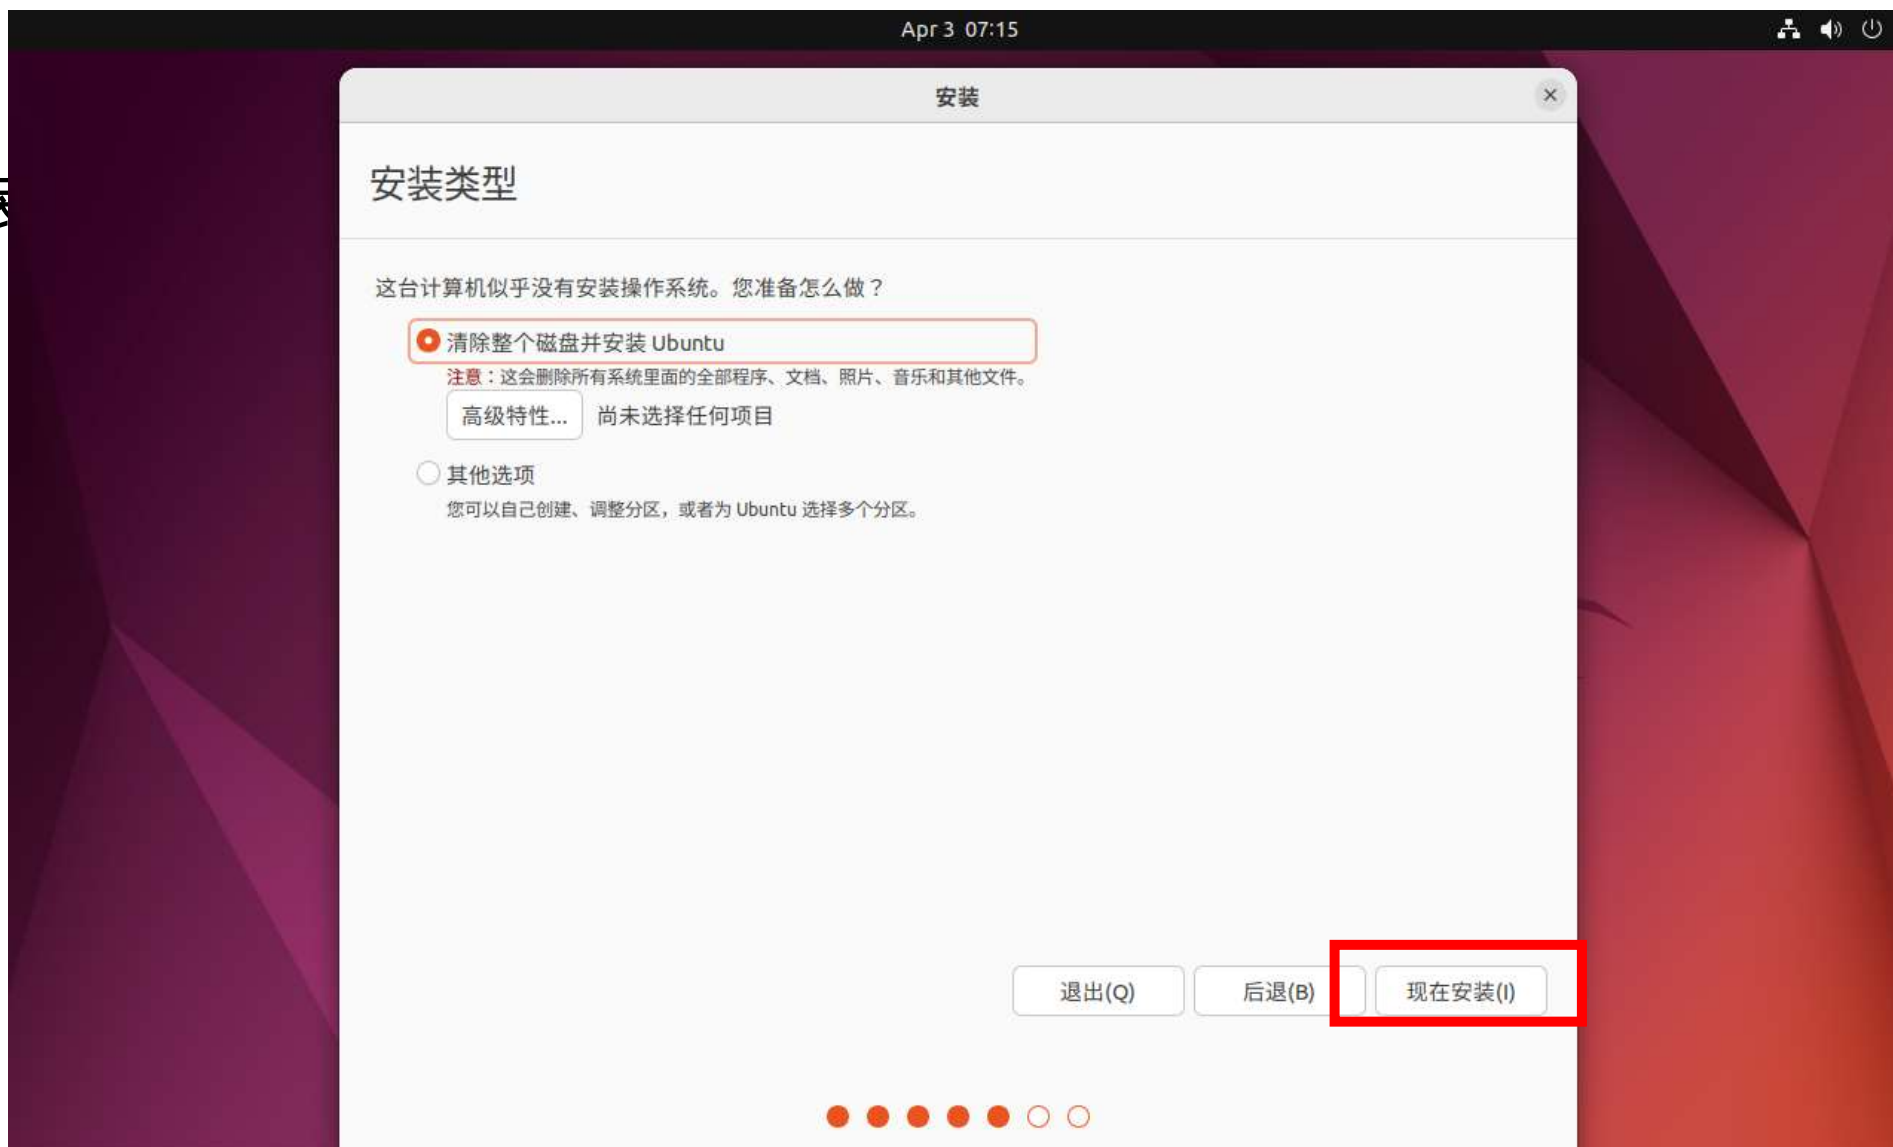 Apr 3 07:15
安装
安装类型
这台计算机似乎没有安装操作系统。您准备怎么做？
清除整个磁盘并安装 Ubuntu
注意：这会删除所有系统里面的全部程序、文档、照片、音乐和其他文件。
高级特性... 尚未选择任何项目
其他选项
您可以自己创建、调整分区，或者为 Ubuntu 选择多个分区。
退出(Q) 后退(B) 现在安装(I)